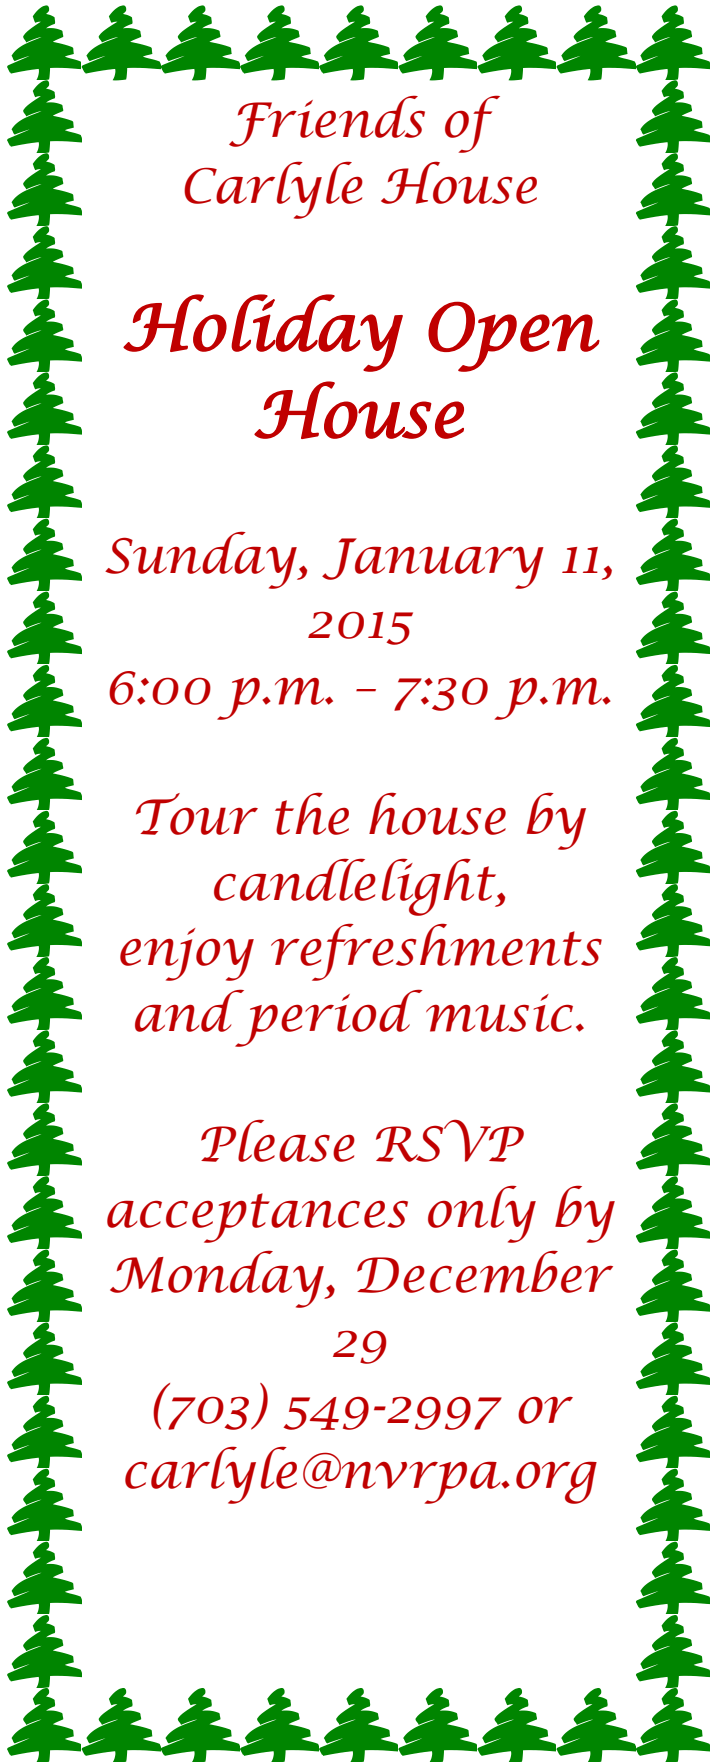 Friends of
Carlyle House
Holiday Open
House
Sunday, January 11,
2015
6:00 p.m. – 7:30 p.m.
Tour the house by
candlelight,
enjoy refreshments
and period music.
Please RSVP
acceptances only by
Monday, December
29
(703) 549-2997 or
carlyle@nvrpa.org